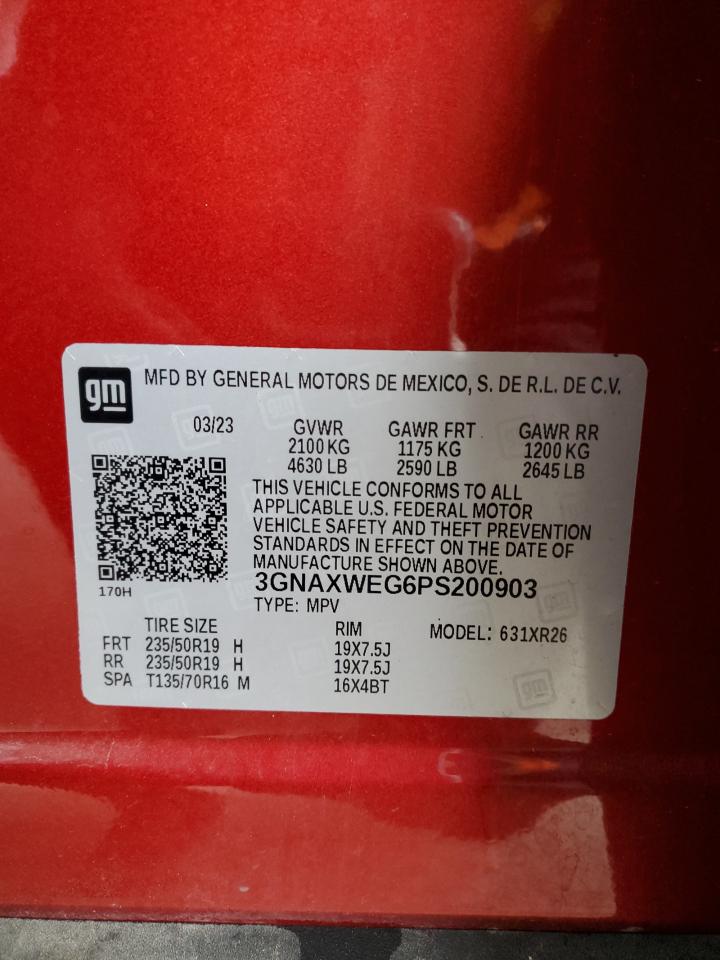 gm
MFD BY GENERAL MOTORS DE MEXICO, S. DE R.L. DE C.V.
03/23 GVWR GAWR FRT GAWR RR
2100 KG 1175 KG 1200 KG
4630 LB 2590 LB 2645 LB
THIS VEHICLE CONFORMS TO ALL
APPLICABLE U.S. FEDERAL MOTOR
VEHICLE SAFETY AND THEFT PREVENTION
STANDARDS IN EFFECT ON THE DATE OF
MANUFACTURE SHOWN ABOVE.
170H
3GNAXWEG6PS200903
TYPE: MPV
TIRE SIZE RIM MODEL: 631XR26
FRT 235/50R19 H 19X7.5J
RR 235/50R19 H 19X7.5J
SPA T135/70R16 M 16X4BT
gm